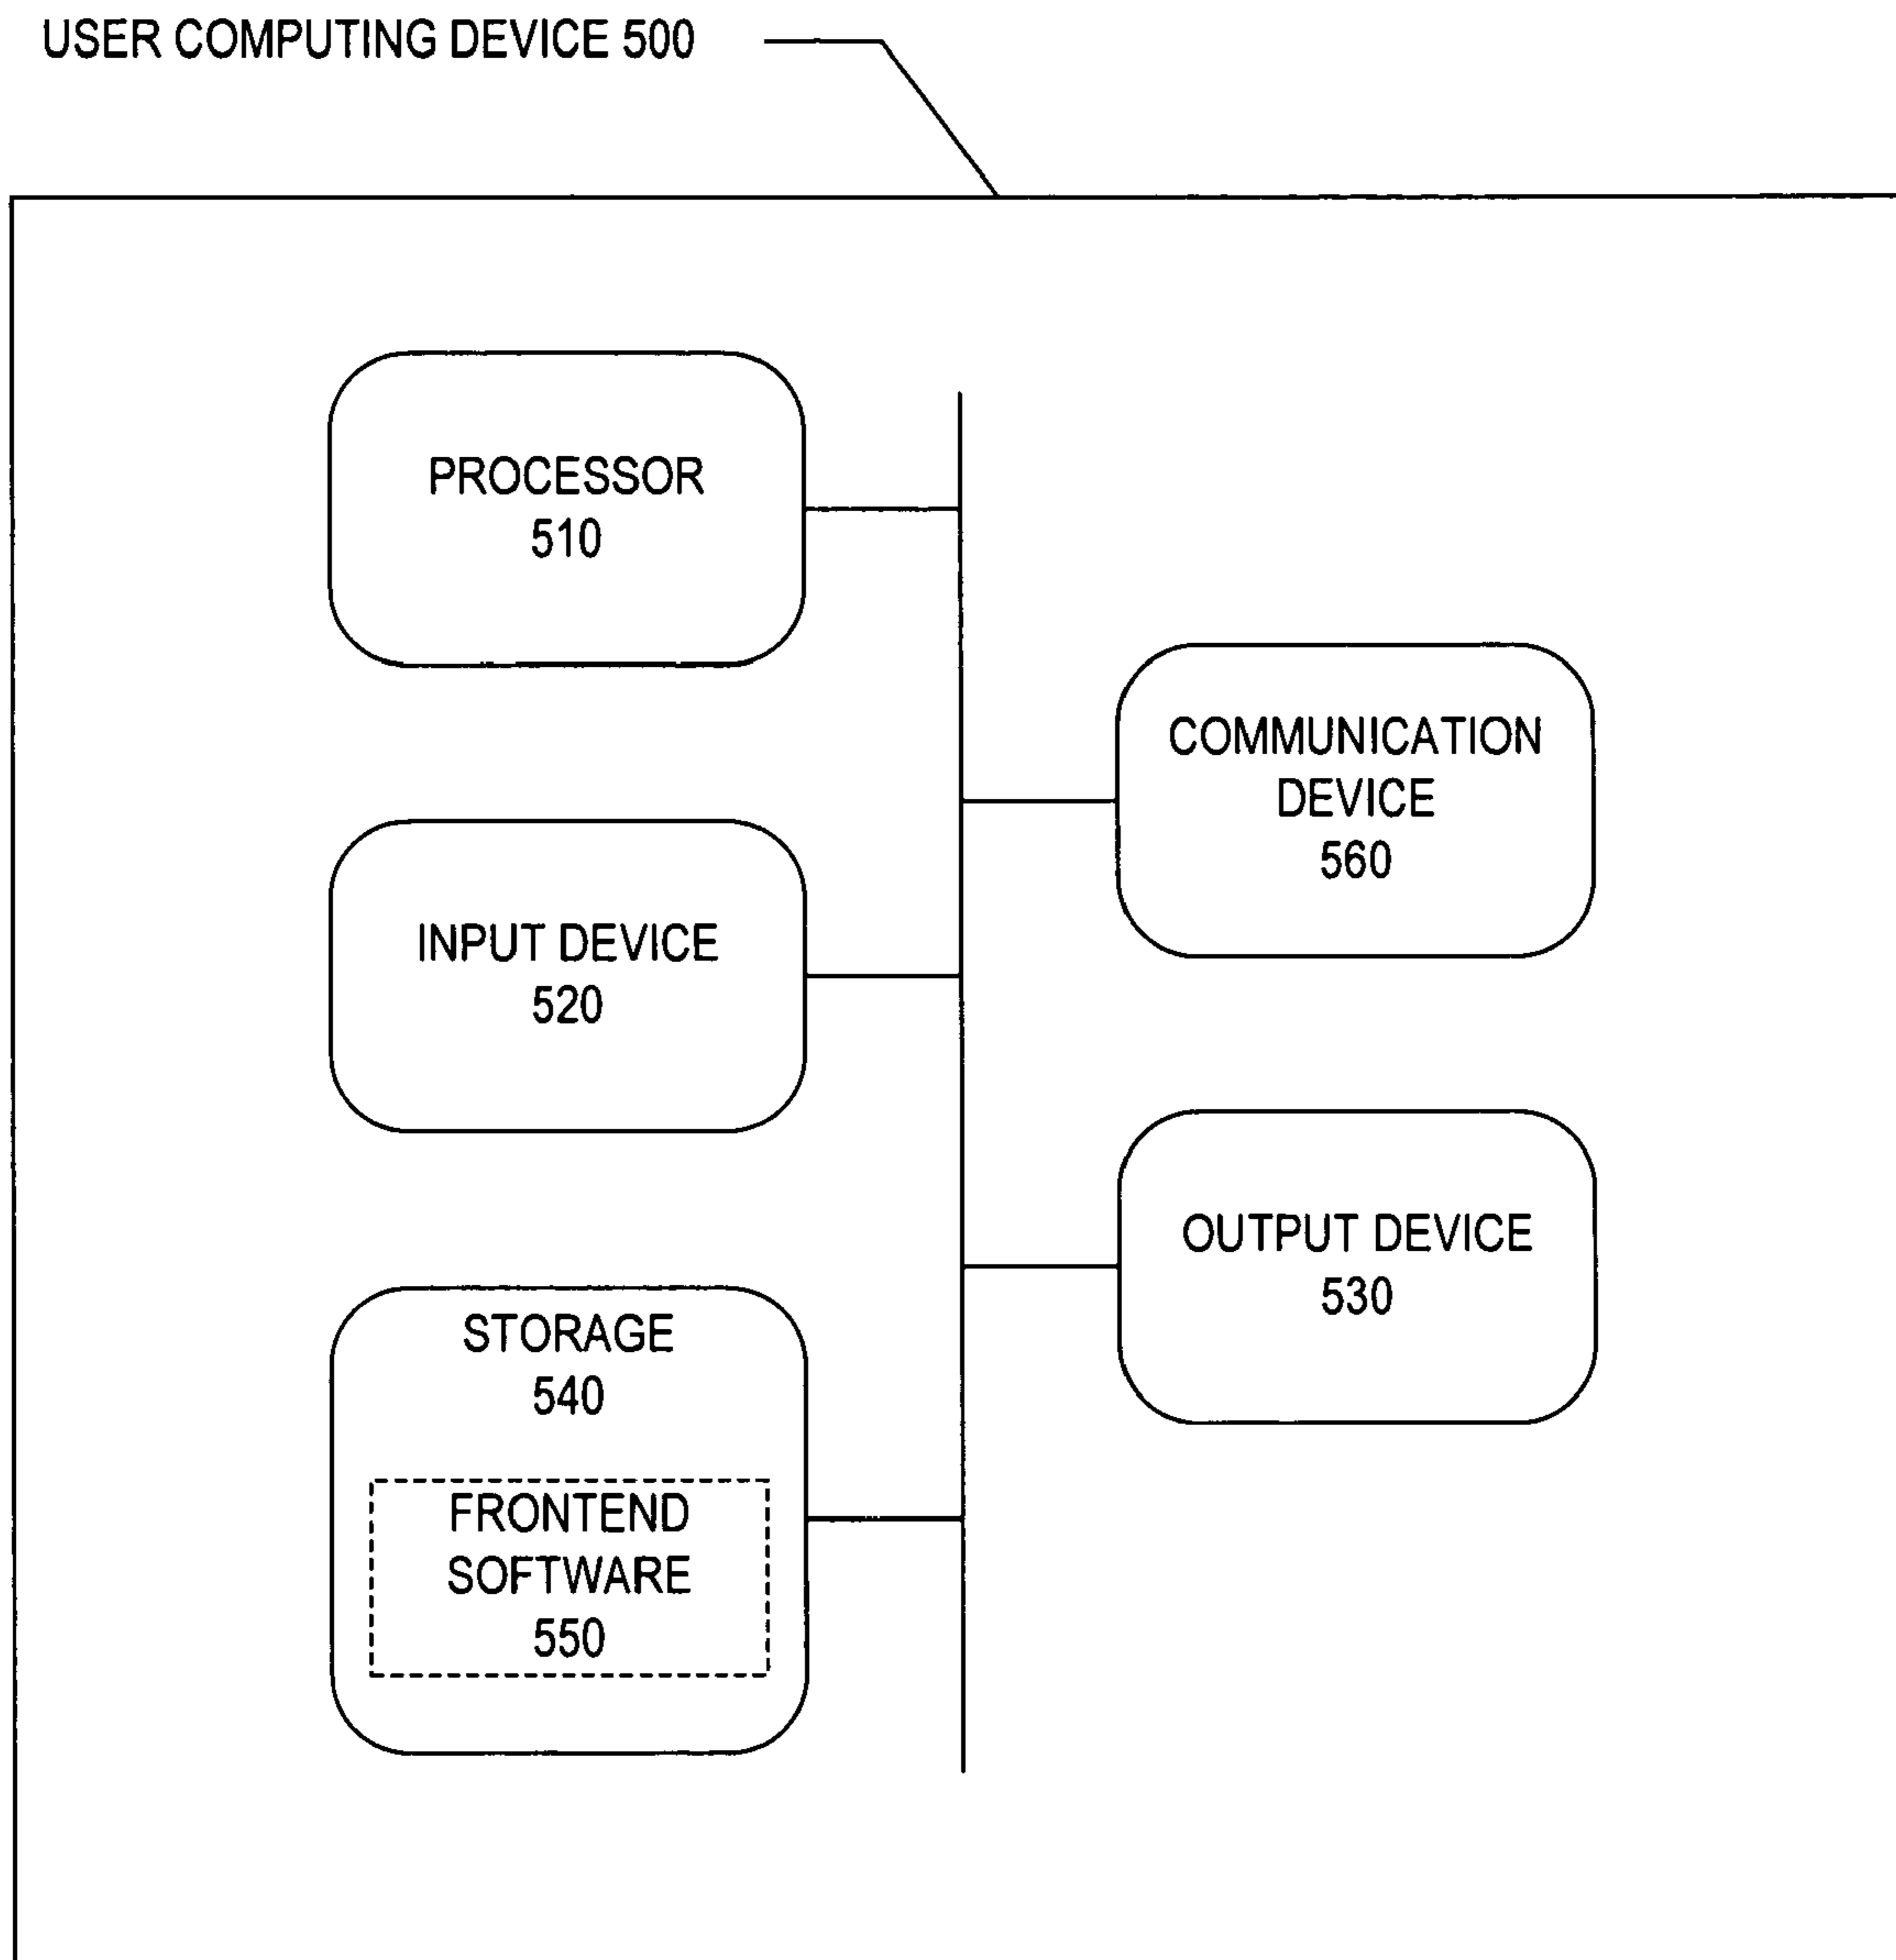 USER COMPUTING DEVICE 500
PROCESSOR
510
COMMUNICATION
DEVICE
560
INPUT DEVICE
520
OUTPUT DEVICE
530
STORAGE
540
FRONTEND
SOFTWARE
550